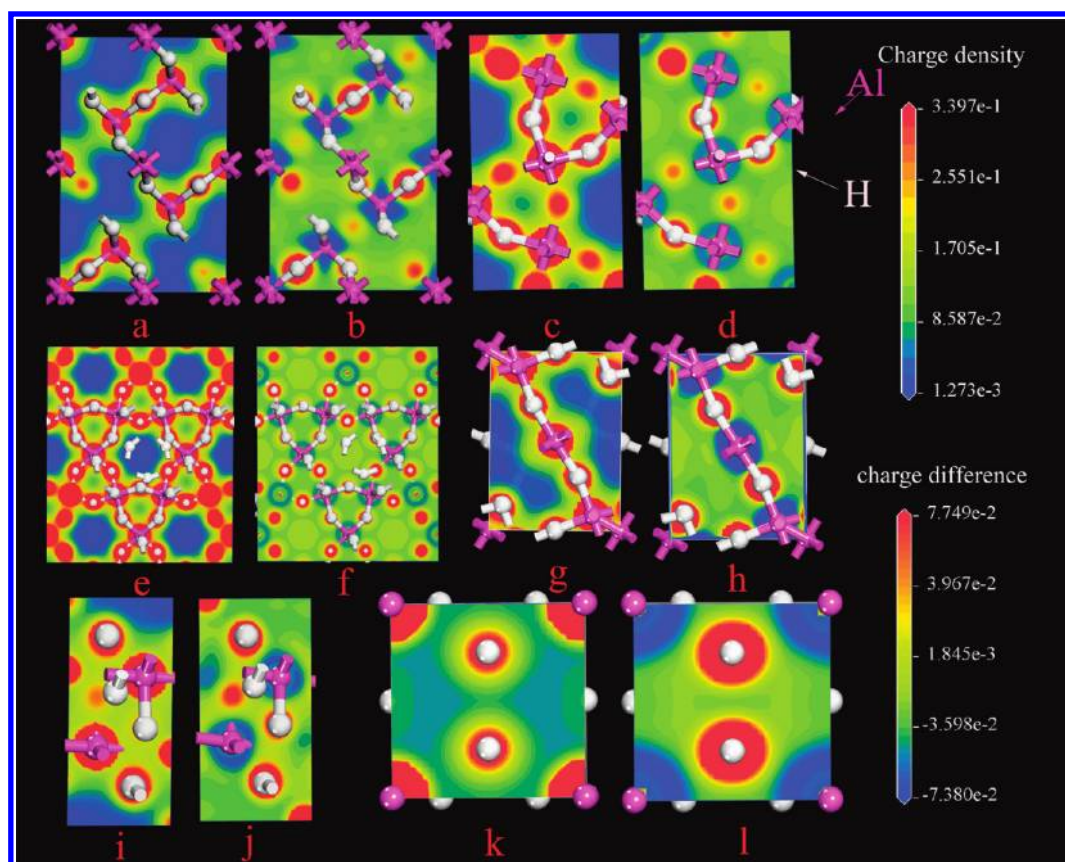 Charge density
Al
3.397e-1
2.551e-1
H
1.705e-1
8.587e-2
1.273e-3
a
b
c
d
charge difference
7.749e-2
3.967e-2
1.845e-3
-3.598e-2
-7.380e-2
e
f
g
h
i
j
k
l